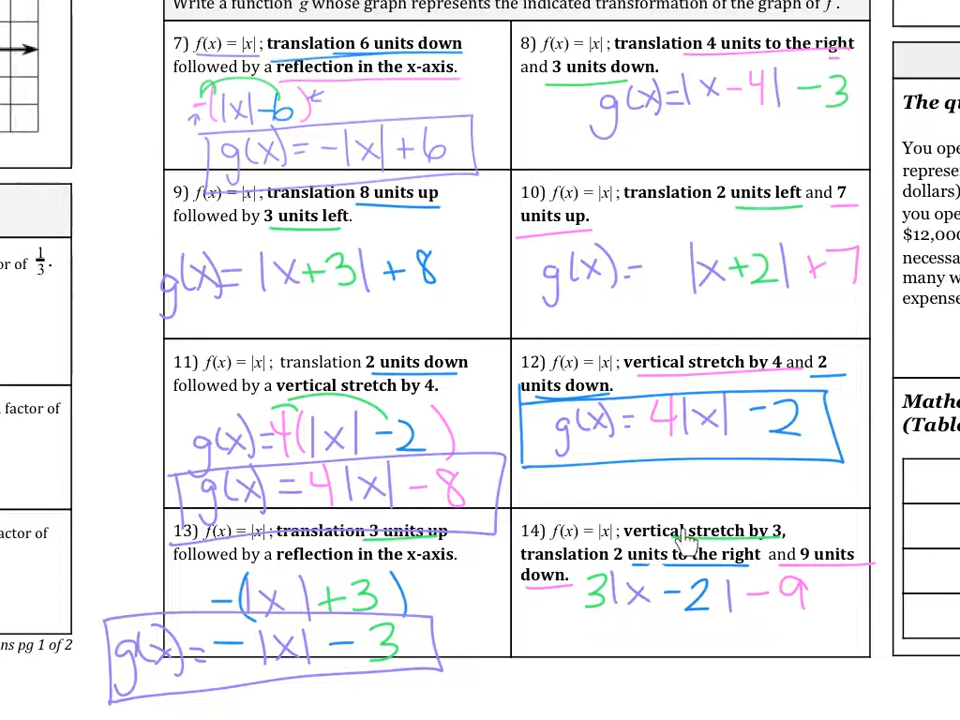 Write a function g whose graph represents the indicated transformation of the graph of f.
7) f(x) = |x|; translation 6 units down
followed by a reflection in the x-axis.
-(|x|-6)
g(x)=-|x|+6
8) f(x) = |x|; translation 4 units to the right
and 3 units down.
g(x)=|x-4|-3
9) f(x) = |x|; translation 8 units up
followed by 3 units left.
g(x)=|x+3|+8
10) f(x) = |x|; translation 2 units left and 7
units up.
g(x)= |x+2|+7
11) f(x) = |x|; translation 2 units down
followed by a vertical stretch by 4.
g(x)=4(|x|-2)
g(x)=4|x|-8
12) f(x) = |x|; vertical stretch by 4 and 2
units down.
g(x)=4|x|-2
13) f(x) = |x|; translation 3 units up
followed by a reflection in the x-axis.
-(|x|+3)
g(x)=-|x|-3
14) f(x) = |x|; vertical stretch by 3,
translation 2 units to the right and 9 units
down.
3|x-2|-9
or of 1/3.
factor of
actor of
ns pg 1 of 2
The qu
You ope
represe
dollars)
you ope
$12,000
necessa
many w
expense
Mathe
(Table